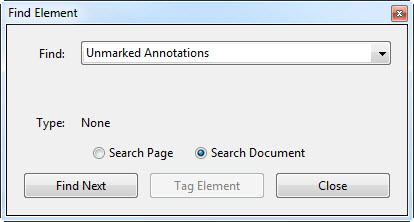 Find Element
Find: Unmarked Annotations
Type: None
Search Page Search Document
Find Next Tag Element Close